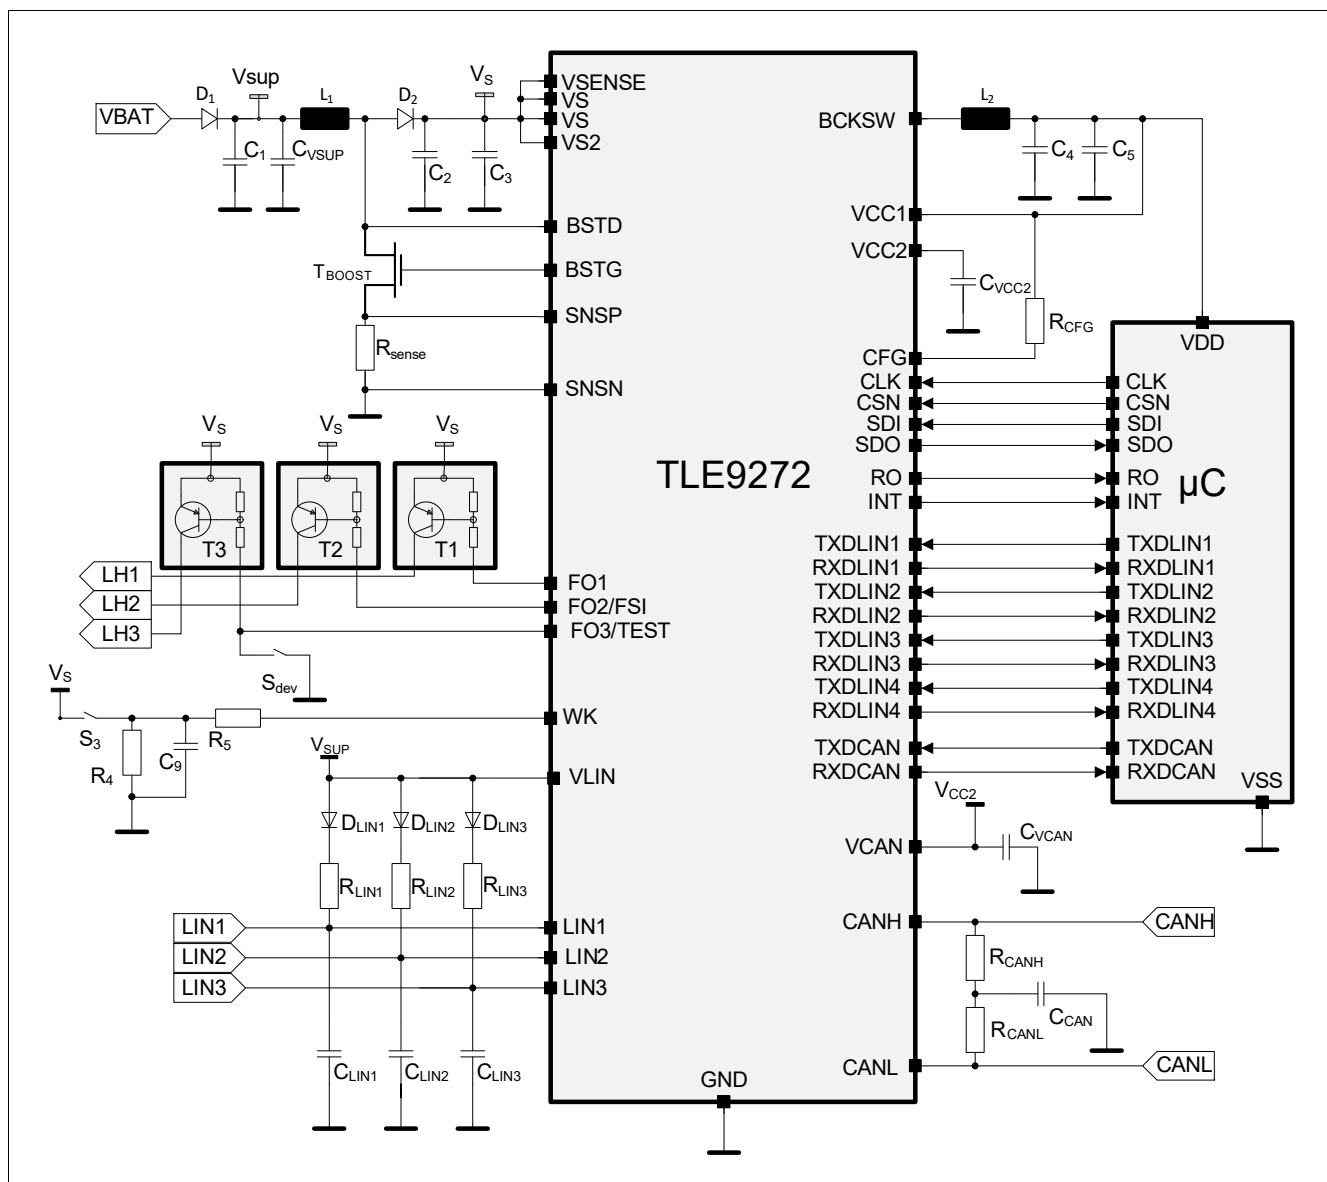 Vsup
VS
D1
L1
D2
VBAT
C1
CVSUP
C2
C3
VSENSE
VS
VS
VS2
BSTD
BSTG
SNSP
SNSN
TBOOST
Rsense
VS
VS
VS
T3
T2
T1
LH1
LH2
LH3
FO1
FO2/FSI
FO3/TEST
Sdev
VS
S3
R4
C9
R5
WK
VSUP
VLIN
DLIN1
DLIN2
DLIN3
RLIN1
RLIN2
RLIN3
LIN1
LIN2
LIN3
LIN1
LIN2
LIN3
CLIN1
CLIN2
CLIN3
TLE9272
GND
BCKSW
L2
C4
C5
VCC1
VCC2
CVCC2
RCFG
CFG
CLK
CSN
SDI
SDO
RO
INT
TXDLIN1
RXDLIN1
TXDLIN2
RXDLIN2
TXDLIN3
RXDLIN3
TXDLIN4
RXDLIN4
TXDCAN
RXDCAN
VDD
CLK
CSN
SDI
SDO
RO
INT
µC
TXDLIN1
RXDLIN1
TXDLIN2
RXDLIN2
TXDLIN3
RXDLIN3
TXDLIN4
RXDLIN4
TXDCAN
RXDCAN
VSS
VCC2
VCAN
CVCAN
CANH
CANH
RCANH
CCAN
RCANL
CANL
CANL